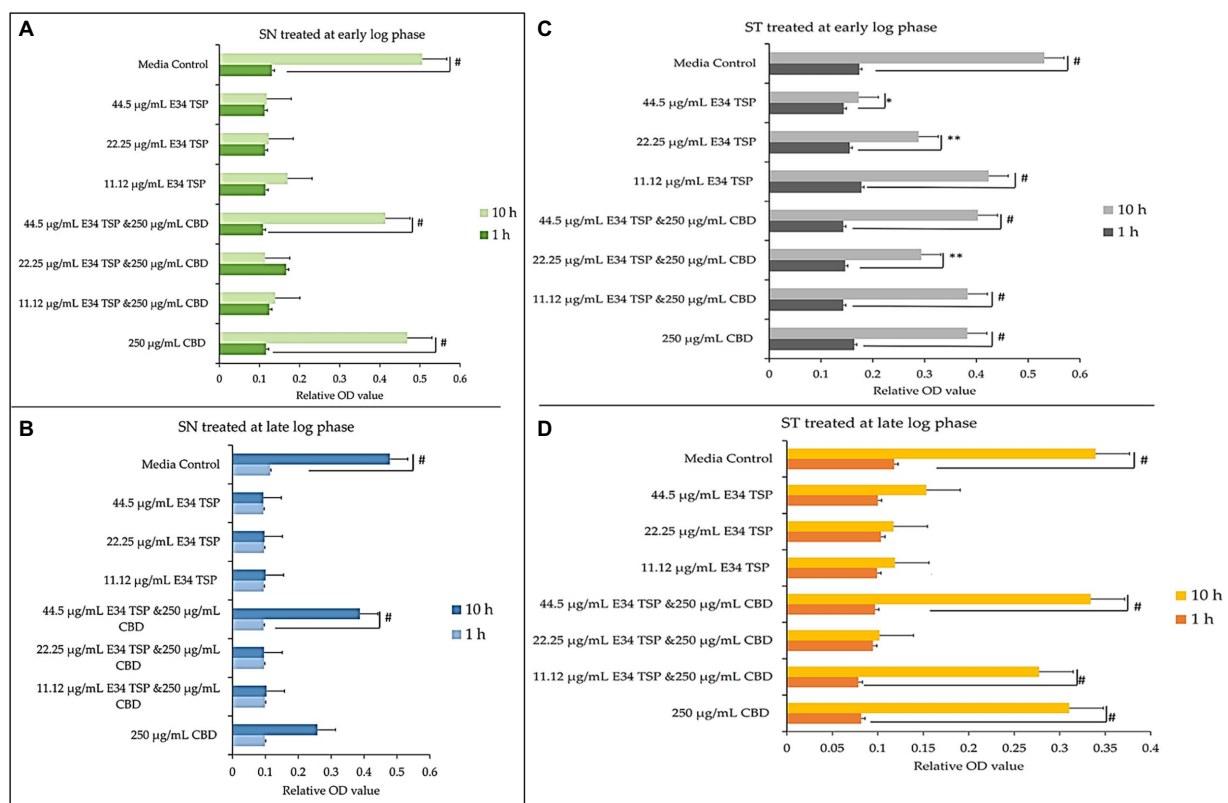 A
SN treated at early log phase
Media Control
#
44.5 µg/mL E34 TSP
22.25 µg/mL E34 TSP
11.12 µg/mL E34 TSP
44.5 µg/mL E34 TSP &250 µg/mL CBD
#
22.25 µg/mL E34 TSP &250 µg/mL CBD
11.12 µg/mL E34 TSP &250 µg/mL CBD
250 µg/mL CBD
#
10 h
1 h
0 0.1 0.2 0.3 0.4 0.5 0.6
Relative OD value
B
SN treated at late log phase
Media Control
#
44.5 µg/mL E34 TSP
22.25 µg/mL E34 TSP
11.12 µg/mL E34 TSP
44.5 µg/mL E34 TSP &250 µg/mL
CBD
#
22.25 µg/mL E34 TSP &250 µg/mL
CBD
11.12 µg/mL E34 TSP &250 µg/mL
CBD
250 µg/mL CBD
10 h
1 h
0 0.1 0.2 0.3 0.4 0.5 0.6
Relative OD value
C
ST treated at early log phase
Media Control
#
44.5 µg/mL E34 TSP
*
22.25 µg/mL E34 TSP
**
11.12 µg/mL E34 TSP
#
44.5 µg/mL E34 TSP &250 µg/mL CBD
#
22.25 µg/mL E34 TSP &250 µg/mL CBD
**
11.12 µg/mL E34 TSP &250 µg/mL CBD
#
250 µg/mL CBD
#
10 h
1 h
0 0.1 0.2 0.3 0.4 0.5 0.6
Relative OD value
D
ST treated at late log phase
Media Control
#
44.5 µg/mL E34 TSP
22.25 µg/mL E34 TSP
11.12 µg/mL E34 TSP
44.5 µg/mL E34 TSP &250 µg/mL CBD
#
22.25 µg/mL E34 TSP &250 µg/mL CBD
11.12 µg/mL E34 TSP &250 µg/mL CBD
#
250 µg/mL CBD
#
10 h
1 h
0 0.05 0.1 0.15 0.2 0.25 0.3 0.35 0.4
Relative OD value